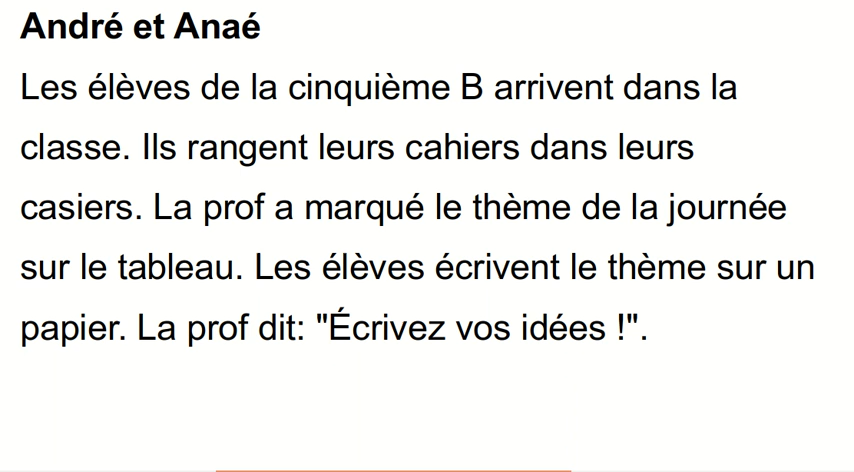 André et Anaé
Les élèves de la cinquième B arrivent dans la
classe. Ils rangent leurs cahiers dans leurs
casiers. La prof a marqué le thème de la journée
sur le tableau. Les élèves écrivent le thème sur un
papier. La prof dit: "Écrivez vos idées !".